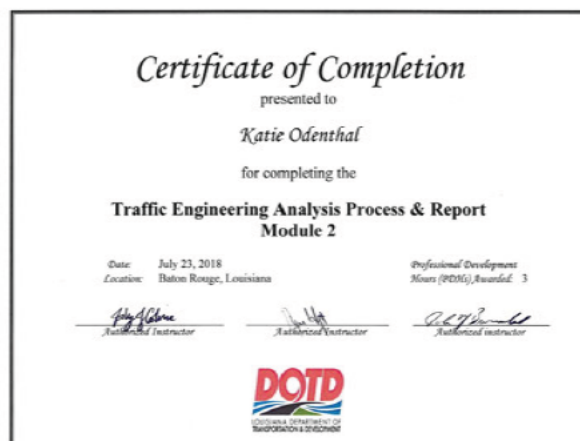 Certificate of Completion
presented to
Katie Odenthal
for completing the
Traffic Engineering Analysis Process & Report
Module 2
Date: July 23, 2018
Location: Baton Rouge, Louisiana
Professional Development
Hours (PDHs) Awarded: 3
Authorized Instructor
Authorized Instructor
Authorized instructor
DOTD
LOUISIANA DEPARTMENT OF
TRANSPORTATION & DEVELOPMENT